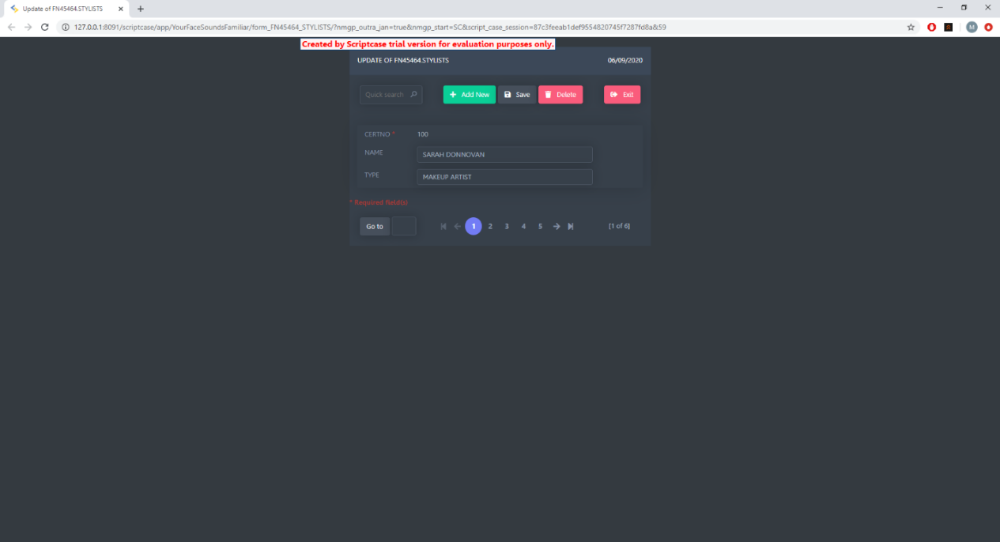 Update of FN45464.STYLISTS
127.0.0.1:8091/scriptcase/app/YourFaceSoundsFamiliar/form_FN45464_STYLISTS/?nmgp_outra_jan=true&nmgp_start=SC&script_case_session=87c3feeab1def9554820745f7287fd8a&59
M
Created by Scriptcase trial version for evaluation purposes only.
UPDATE OF FN45464.STYLISTS 06/09/2020
Quick search Add New Save Delete Exit
CERTNO * 100
NAME SARAH DONNOVAN
TYPE MAKEUP ARTIST
* Required field(s)
Go to 1 2 3 4 5 [1 of 6]